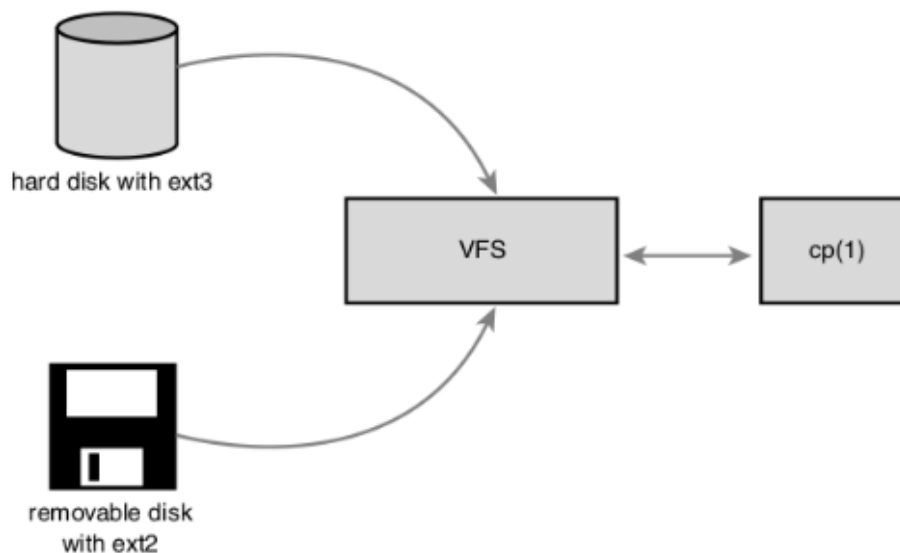 hard disk with ext3
VFS
cp(1)
removable disk
with ext2